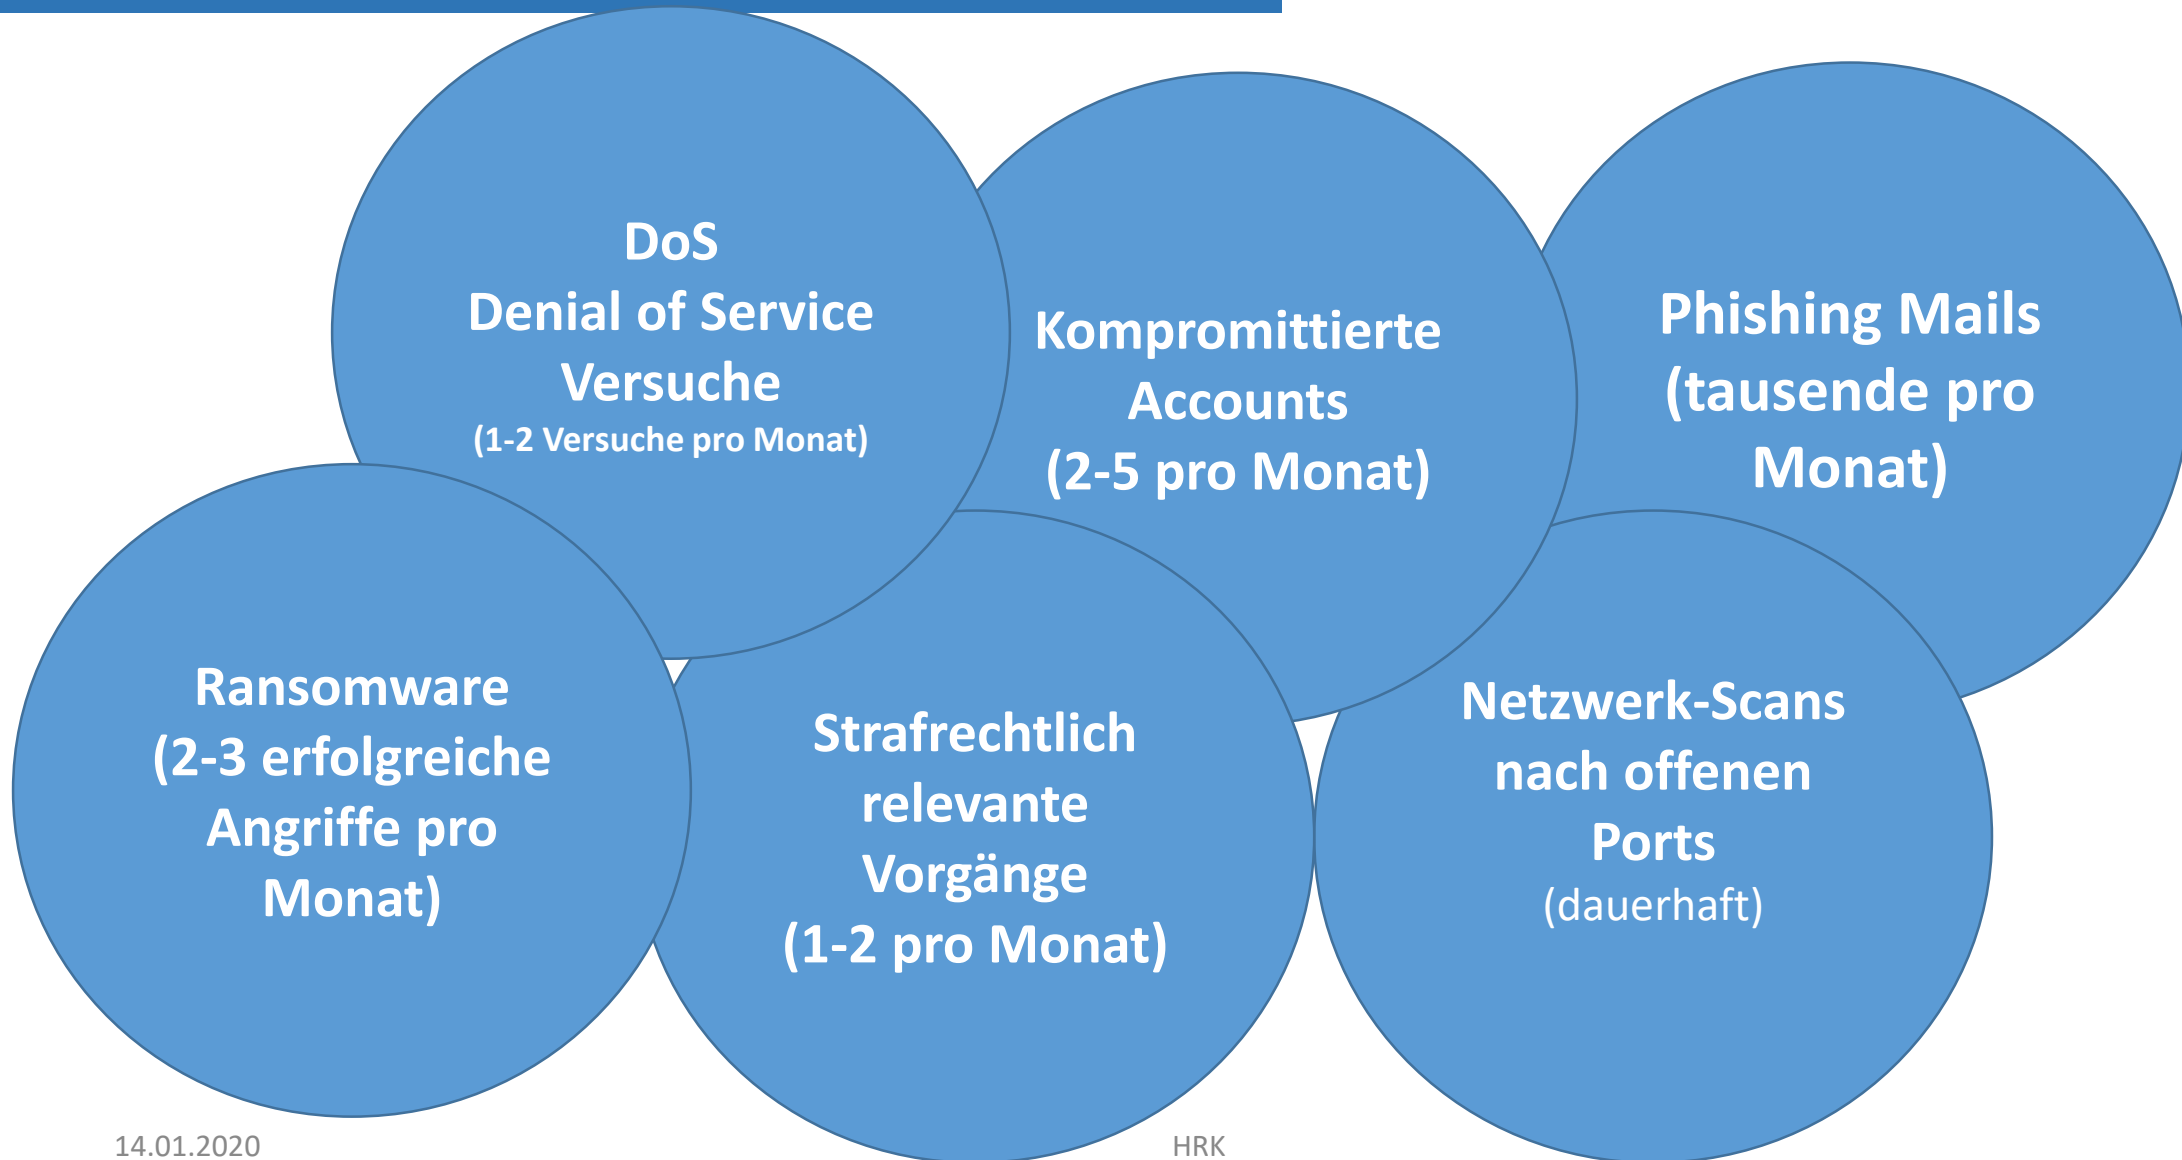 DoS
Denial of Service
Versuche
(1-2 Versuche pro Monat)
Kompromittierte
Accounts
(2-5 pro Monat)
Phishing Mails
(tausende pro
Monat)
Ransomware
(2-3 erfolgreiche
Angriffe pro
Monat)
Strafrechtlich
relevante
Vorgänge
(1-2 pro Monat)
Netzwerk-Scans
nach offenen
Ports
(dauerhaft)
14.01.2020
HRK